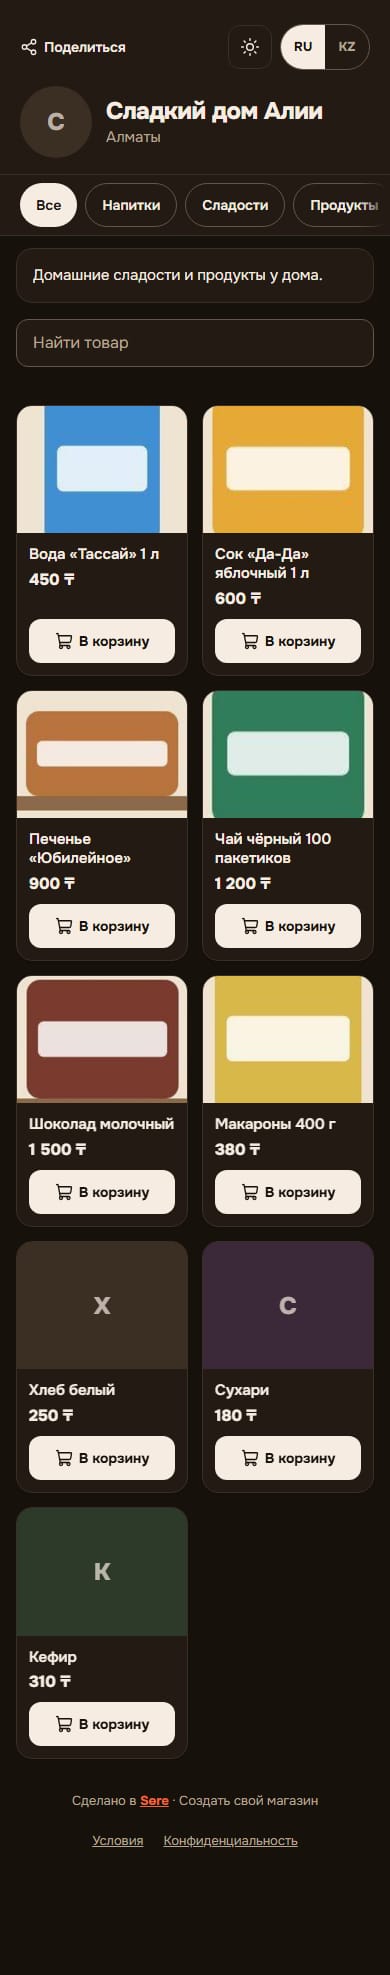 Поделиться
RU
KZ
С
Сладкий дом Алии
Алматы
Все
Напитки
Сладости
Продукты
Домашние сладости и продукты у дома.
Найти товар
Вода «Тассай» 1 л
450 ₸
В корзину
Сок «Да-Да»
яблочный 1 л
600 ₸
В корзину
Печенье
«Юбилейное»
900 ₸
В корзину
Чай чёрный 100
пакетиков
1 200 ₸
В корзину
Шоколад молочный
1 500 ₸
В корзину
Макароны 400 г
380 ₸
В корзину
Х
Хлеб белый
250 ₸
В корзину
С
Сухари
180 ₸
В корзину
К
Кефир
310 ₸
В корзину
Сделано в Sere · Создать свой магазин
Условия
Конфиденциальность